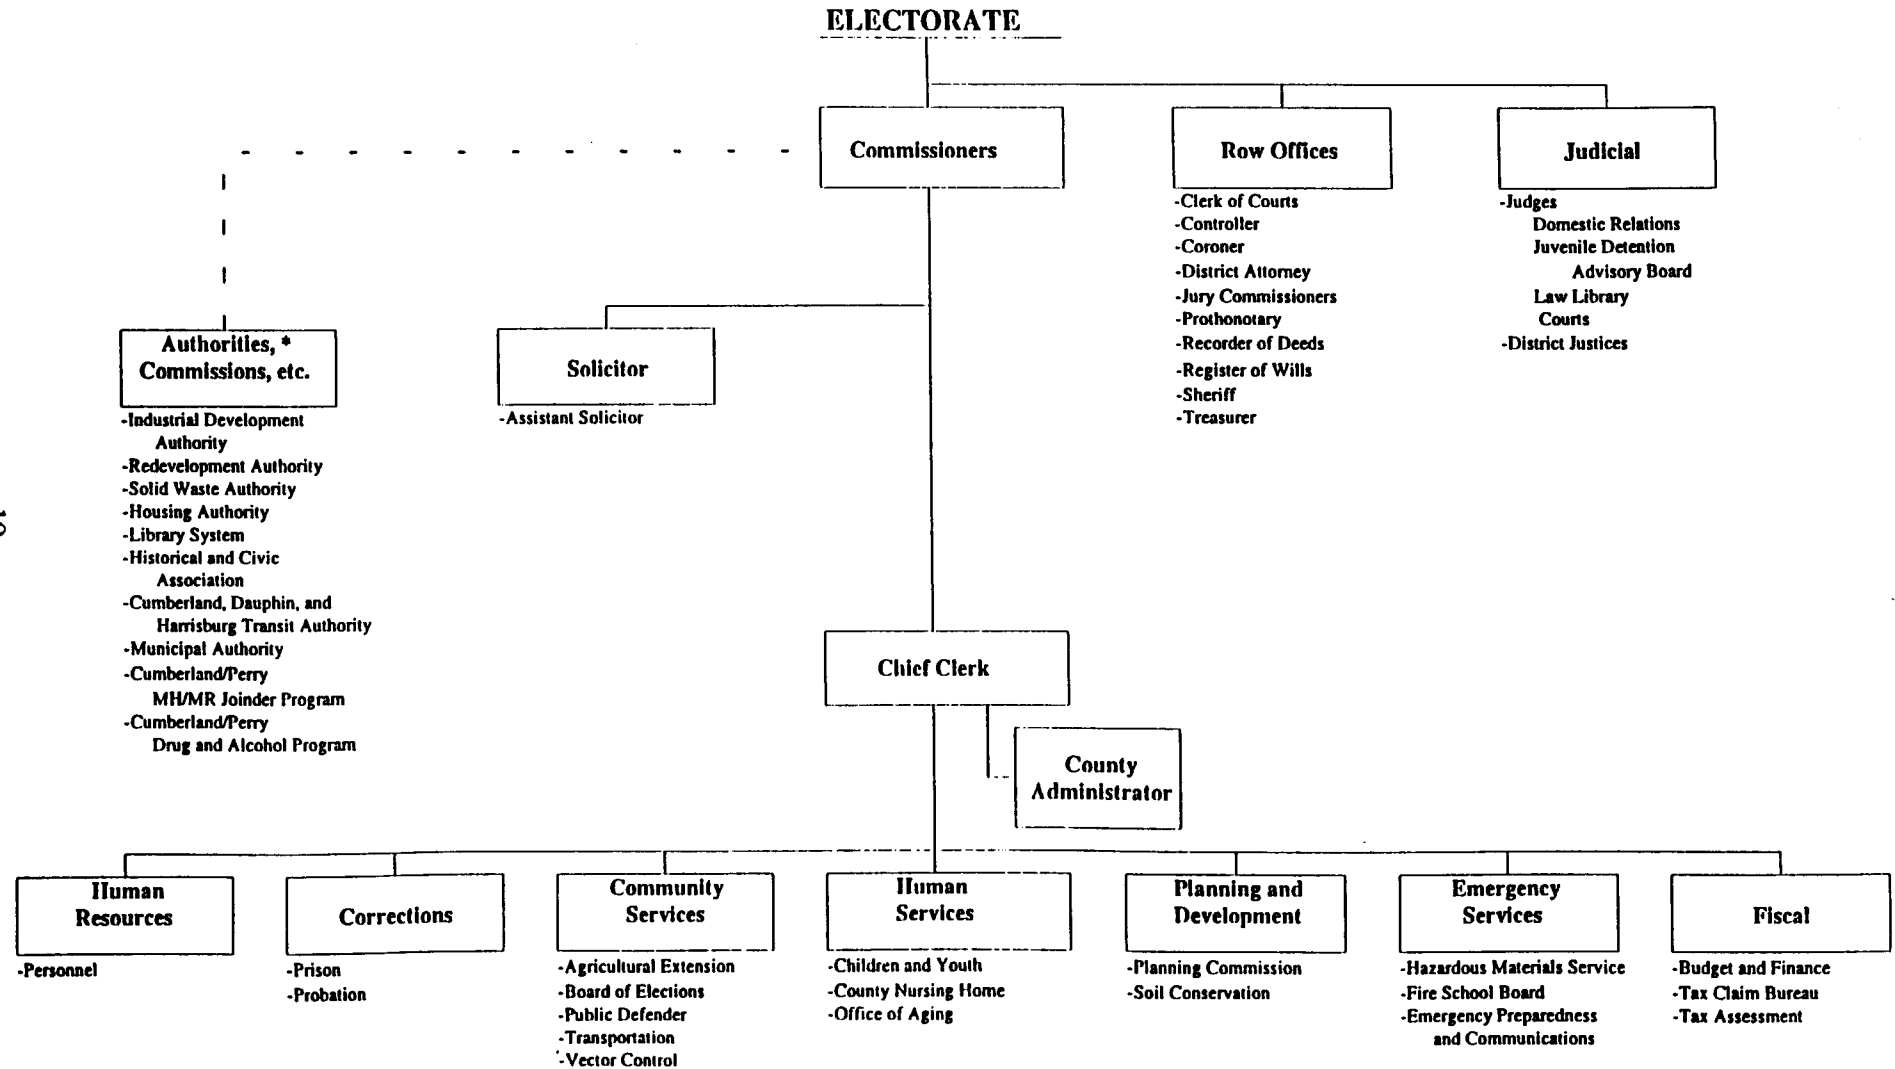 ELECTORATE
Commissioners
Row Offices
Judicial
-Clerk of Courts
-Controller
-Coroner
-District Attorney
-Jury Commissioners
-Prothonotary
-Recorder of Deeds
-Register of Wills
-Sheriff
-Treasurer
-Judges
Domestic Relations
Juvenile Detention
Advisory Board
Law Library
Courts
-District Justices
Authorities, *
Commissions, etc.
-Industrial Development
Authority
-Redevelopment Authority
-Solid Waste Authority
-Housing Authority
-Library System
-Historical and Civic
Association
-Cumberland, Dauphin, and
Harrisburg Transit Authority
-Municipal Authority
-Cumberland/Perry
MH/MR Joinder Program
-Cumberland/Perry
Drug and Alcohol Program
Solicitor
-Assistant Solicitor
Chief Clerk
County
Administrator
Human
Resources
-Personnel
Corrections
-Prison
-Probation
Community
Services
-Agricultural Extension
-Board of Elections
-Public Defender
-Transportation
-Vector Control
Human
Services
-Children and Youth
-County Nursing Home
-Office of Aging
Planning and
Development
-Planning Commission
-Soil Conservation
Emergency
Services
-Hazardous Materials Service
-Fire School Board
-Emergency Preparedness
and Communications
Fiscal
-Budget and Finance
-Tax Claim Bureau
-Tax Assessment